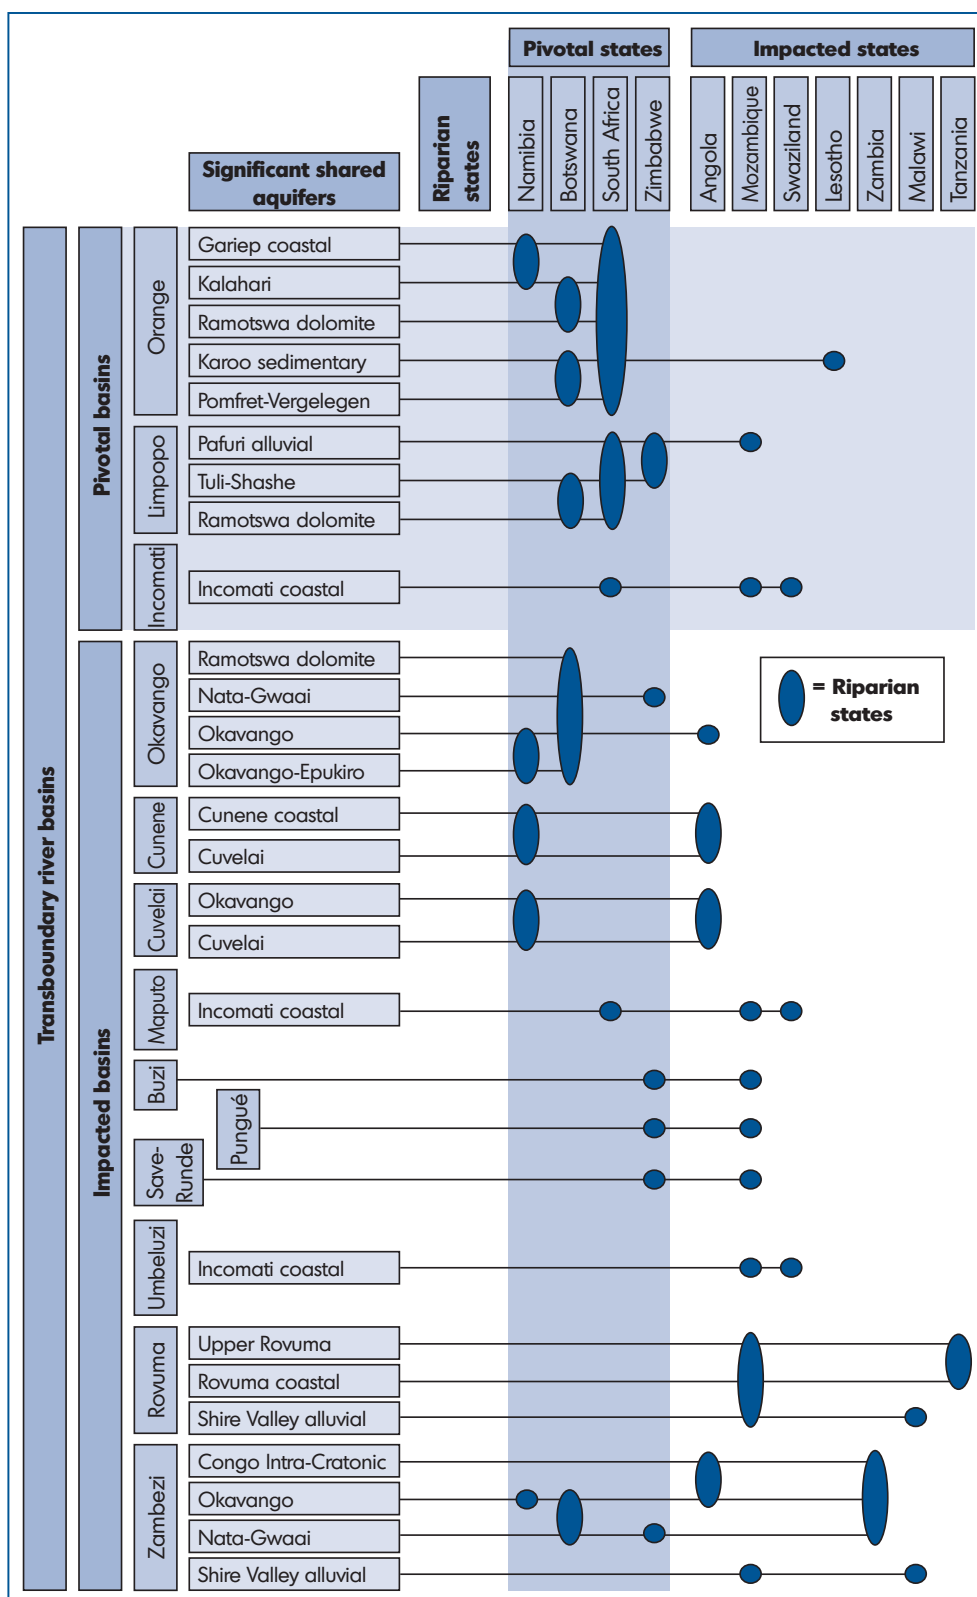 Pivotal states
Impacted states
Significant shared
aquifers
Riparian
states
Namibia
Botswana
South Africa
Zimbabwe
Angola
Mozambique
Swaziland
Lesotho
Zambia
Malawi
Tanzania
Transboundary river basins
Pivotal basins
Orange
Gariep coastal
Kalahari
Ramotswa dolomite
Karoo sedimentary
Pomfret-Vergelegen
Limpopo
Pafuri alluvial
Tuli-Shashe
Ramotswa dolomite
Incomati
Incomati coastal
Impacted basins
Okavango
Ramotswa dolomite
Nata-Gwaai
Okavango
Okavango-Epukiro
= Riparian
states
Cunene
Cunene coastal
Cuvelai
Cuvelai
Okavango
Cuvelai
Maputo
Incomati coastal
Buzi
Pungué
Save-
Runde
Umbeluzi
Incomati coastal
Rovuma
Upper Rovuma
Rovuma coastal
Shire Valley alluvial
Zambezi
Congo Intra-Cratonic
Okavango
Nata-Gwaai
Shire Valley alluvial